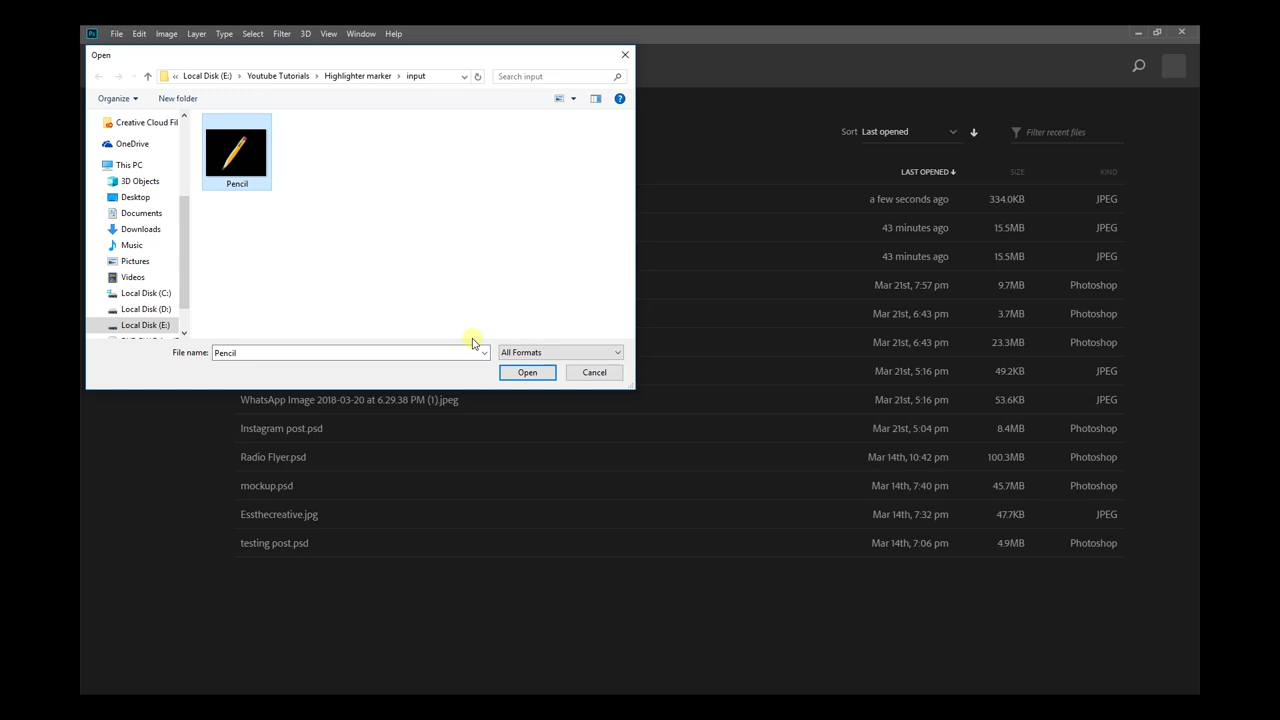 Ps File Edit Image Layer Type Select Filter 3D View Window Help
Open
« Local Disk (E:) Youtube Tutorials Highlighter marker input Search input
Organize New folder
Creative Cloud Fil
OneDrive
This PC
3D Objects
Desktop
Documents
Downloads
Music
Pictures
Videos
Local Disk (C:)
Local Disk (D:)
Local Disk (E:)
Pencil
File name: Pencil All Formats
Open Cancel
Sort Last opened Filter recent files
LAST OPENED SIZE KIND
a few seconds ago 334.0KB JPEG
43 minutes ago 15.5MB JPEG
43 minutes ago 15.5MB JPEG
Mar 21st, 7:57 pm 9.7MB Photoshop
Mar 21st, 6:43 pm 3.7MB Photoshop
Mar 21st, 6:43 pm 23.3MB Photoshop
Mar 21st, 5:16 pm 49.2KB JPEG
WhatsApp Image 2018-03-20 at 6.29.38 PM (1).jpeg Mar 21st, 5:16 pm 53.6KB JPEG
Instagram post.psd Mar 21st, 5:04 pm 8.4MB Photoshop
Radio Flyer.psd Mar 14th, 10:42 pm 100.3MB Photoshop
mockup.psd Mar 14th, 7:40 pm 45.7MB Photoshop
Essthecreative.jpg Mar 14th, 7:32 pm 47.7KB JPEG
testing post.psd Mar 14th, 7:06 pm 4.9MB Photoshop